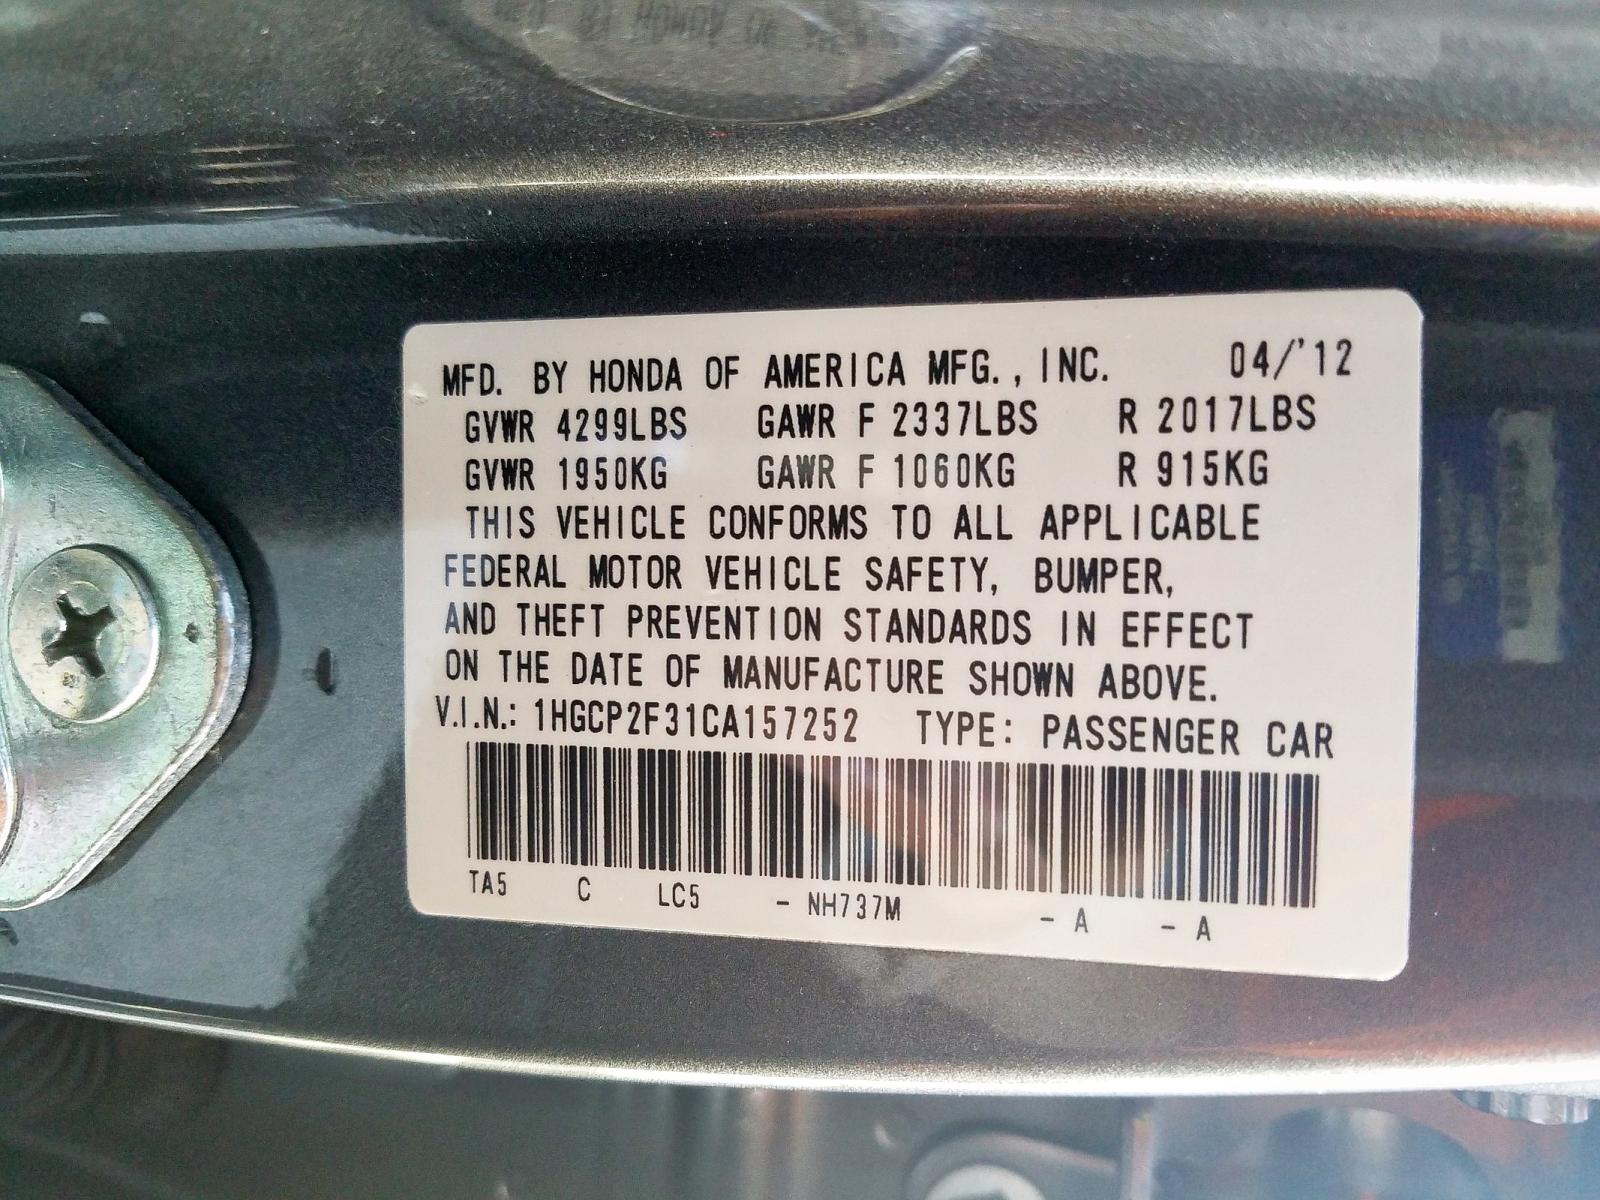 MFD. BY HONDA OF AMERICA MFG., INC. 04/'12
GVWR 4299LBS GAWR F 2337LBS R 2017LBS
GVWR 1950KG GAWR F 1060KG R 915KG
THIS VEHICLE CONFORMS TO ALL APPLICABLE
FEDERAL MOTOR VEHICLE SAFETY, BUMPER,
AND THEFT PREVENTION STANDARDS IN EFFECT
ON THE DATE OF MANUFACTURE SHOWN ABOVE.
V.I.N.: 1HGCP2F31CA157252 TYPE: PASSENGER CAR
TA5 C LC5 - NH737M - A - A